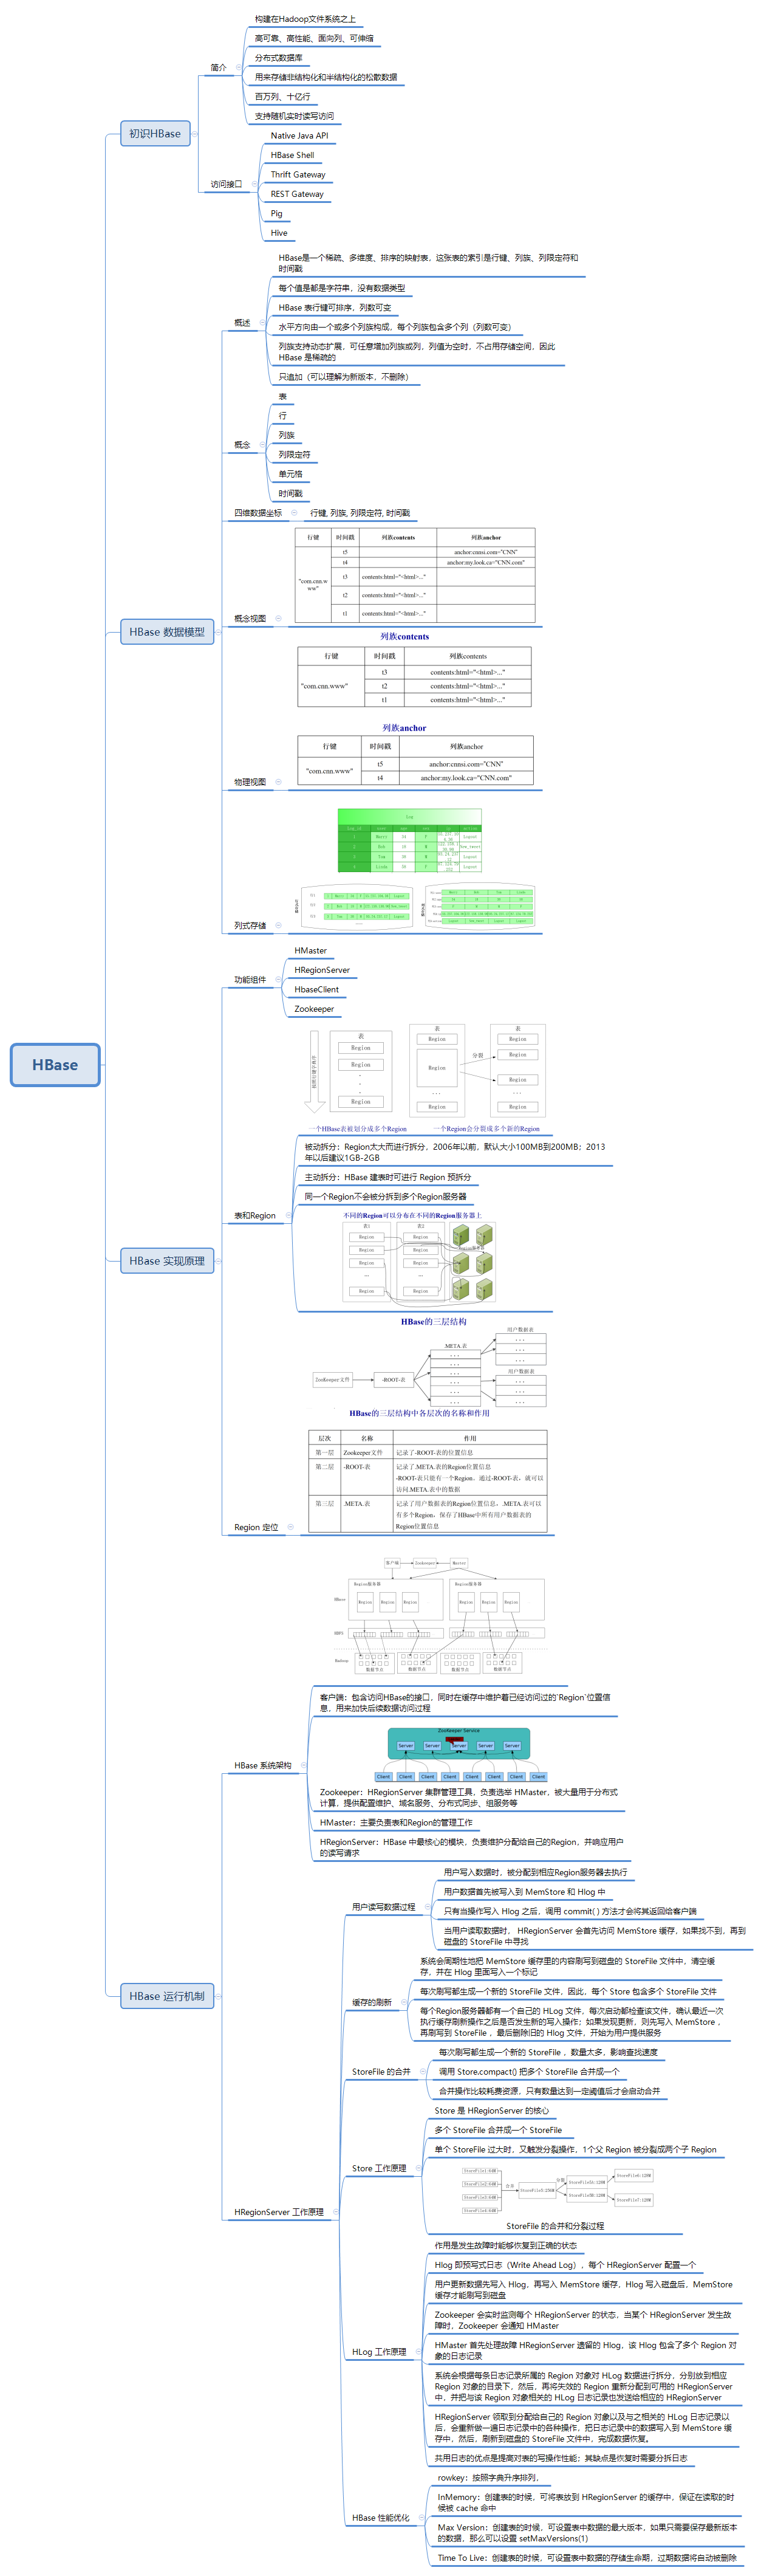 HBase
初识HBase
简介
构建在Hadoop文件系统之上
高可靠、高性能、面向列、可伸缩
分布式数据库
用来存储非结构化和半结构化的松散数据
百万列、十亿行
支持随机实时读写访问
访问接口
Native Java API
HBase Shell
Thrift Gateway
REST Gateway
Pig
Hive
HBase 数据模型
概述
HBase是一个稀疏、多维度、排序的映射表，这张表的索引是行键、列族、列限定符和
时间戳
每个值是都是字符串，没有数据类型
HBase 表行键可排序，列数可变
水平方向由一个或多个列族构成，每个列族包含多个列（列数可变）
列族支持动态扩展，可任意增加列族或列，列值为空时，不占用存储空间，因此
HBase 是稀疏的
只追加（可以理解为新版本，不删除）
概念
表
行
列族
列限定符
单元格
时间戳
四维数据坐标
行键, 列族, 列限定符, 时间戳
概念视图
行键 时间戳 列族contents 列族anchor
"com.cnn.w
ww"
t5 anchor:cnnsi.com="CNN"
t4 anchor:my.look.ca="CNN.com"
t3 contents:html="<html>..."
t2 contents:html="<html>..."
t1 contents:html="<html>..."
物理视图
列族contents
行键 时间戳 列族contents
"com.cnn.www"
t3 contents:html="<html>..."
t2 contents:html="<html>..."
t1 contents:html="<html>..."
列族anchor
行键 时间戳 列族anchor
"com.cnn.www"
t5 anchor:cnnsi.com="CNN"
t4 anchor:my.look.ca="CNN.com"
列式存储
HBase 实现原理
功能组件
HMaster
HRegionServer
HbaseClient
Zookeeper
表和Region
表
Region
Region
Region
一个HBase表被划分成多个Region
表
Region
Region
...
Region
分裂
表
Region
Region
Region
...
Region
一个Region会分裂成多个新的Region
被动拆分：Region太大而进行拆分，2006年以前，默认大小100MB到200MB；2013
年以后建议1GB-2GB
主动拆分：HBase 建表时可进行 Region 预拆分
同一个Region不会被分拆到多个Region服务器
不同的Region可以分布在不同的Region服务器上
表1 表2
Region Region
Region Region
Region Region
... ...
Region Region
Region服务器
Region 定位
HBase的三层结构
Zookeeper文件
-ROOT-表
.META.表
用户数据表
用户数据表
HBase的三层结构中各层次的名称和作用
层次 名称 作用
第一层 Zookeeper文件 记录了-ROOT-表的位置信息
第二层 -ROOT-表 记录了.META.表的Region位置信息
-ROOT-表只能有一个Region。通过-ROOT-表，就可以
访问.META.表中的数据
第三层 .META.表 记录了用户数据表的Region位置信息，.META.表可以
有多个Region，保存了HBase中所有用户数据表的
Region位置信息
HBase 运行机制
HBase 系统架构
客户端 Zookeeper Master
Region服务器 Region服务器
HBase
Region Region Region Region Region Region
HDFS
Hadoop
数据节点 数据节点 数据节点 数据节点
客户端：包含访问HBase的接口，同时在缓存中维护着已经访问过的`Region`位置信
息，用来加快后续数据访问过程
ZooKeeper Service
Server Server Server Server Server
Client Client Client Client Client Client Client Client
Zookeeper：HRegionServer 集群管理工具，负责选举 HMaster，被大量用于分布式
计算，提供配置维护、域名服务、分布式同步、组服务等
HMaster：主要负责表和Region的管理工作
HRegionServer：HBase 中最核心的模块，负责维护分配给自己的Region，并响应用户
的读写请求
HRegionServer 工作原理
用户读写数据过程
用户写入数据时，被分配到相应Region服务器去执行
用户数据首先被写入到 MemStore 和 Hlog 中
只有当操作写入 Hlog 之后，调用 commit( ) 方法才会将其返回给客户端
当用户读取数据时， HRegionServer 会首先访问 MemStore 缓存，如果找不到，再到
磁盘的 StoreFile 中寻找
缓存的刷新
系统会周期性地把 MemStore 缓存里的内容刷写到磁盘的 StoreFile 文件中，清空缓
存，并在 Hlog 里面写入一个标记
每次刷写都生成一个新的 StoreFile 文件，因此，每个 Store 包含多个 StoreFile 文件
每个Region服务器都有一个自己的 HLog 文件，每次启动都检查该文件，确认最近一次
执行缓存刷新操作之后是否发生新的写入操作；如果发现更新，则先写入 MemStore ，
再刷写到 StoreFile ，最后删除旧的 Hlog 文件，开始为用户提供服务
StoreFile 的合并
每次刷写都生成一个新的 StoreFile ，数量太多，影响查找速度
调用 Store.compact() 把多个 StoreFile 合并成一个
合并操作比较耗费资源，只有数量达到一定阈值后才会启动合并
Store 工作原理
Store 是 HRegionServer 的核心
多个 StoreFile 合并成一个 StoreFile
单个 StoreFile 过大时，又触发分裂操作，1个父 Region 被分裂成两个子 Region
StoreFile1:64M
StoreFile2:64M
StoreFile3:64M
StoreFile4:64M
合并
StoreFile5:256M
分裂
StoreFile5A:128M
StoreFile5B:128M
StoreFile6:128M
StoreFile7:128M
StoreFile 的合并和分裂过程
HLog 工作原理
作用是发生故障时能够恢复到正确的状态
Hlog 即预写式日志（Write Ahead Log），每个 HRegionServer 配置一个
用户更新数据先写入 Hlog，再写入 MemStore 缓存，Hlog 写入磁盘后，MemStore
缓存才能刷写到磁盘
Zookeeper 会实时监测每个 HRegionServer 的状态，当某个 HRegionServer 发生故
障时，Zookeeper 会通知 HMaster
HMaster 首先处理故障 HRegionServer 遗留的 Hlog，该 Hlog 包含了多个 Region 对
象的日志记录
系统会根据每条日志记录所属的 Region 对象对 HLog 数据进行拆分，分别放到相应
Region 对象的目录下，然后，再将失效的 Region 重新分配到可用的 HRegionServer
中，并把与该 Region 对象相关的 HLog 日志记录也发送给相应的 HRegionServer
HRegionServer 领取到分配给自己的 Region 对象以及与之相关的 HLog 日志记录以
后，会重新做一遍日志记录中的各种操作，把日志记录中的数据写入到 MemStore 缓
存中，然后，刷新到磁盘的 StoreFile 文件中，完成数据恢复。
共用日志的优点是提高对表的写操作性能；其缺点是恢复时需要分拆日志
HBase 性能优化
rowkey：按照字典升序排列，
InMemory：创建表的时候，可将表放到 HRegionServer 的缓存中，保证在读取的时
候被 cache 命中
Max Version：创建表的时候，可设置表中数据的最大版本，如果只需要保存最新版本
的数据，那么可以设置 setMaxVersions(1)
Time To Live：创建表的时候，可设置表中数据的存储生命期，过期数据将自动被删除